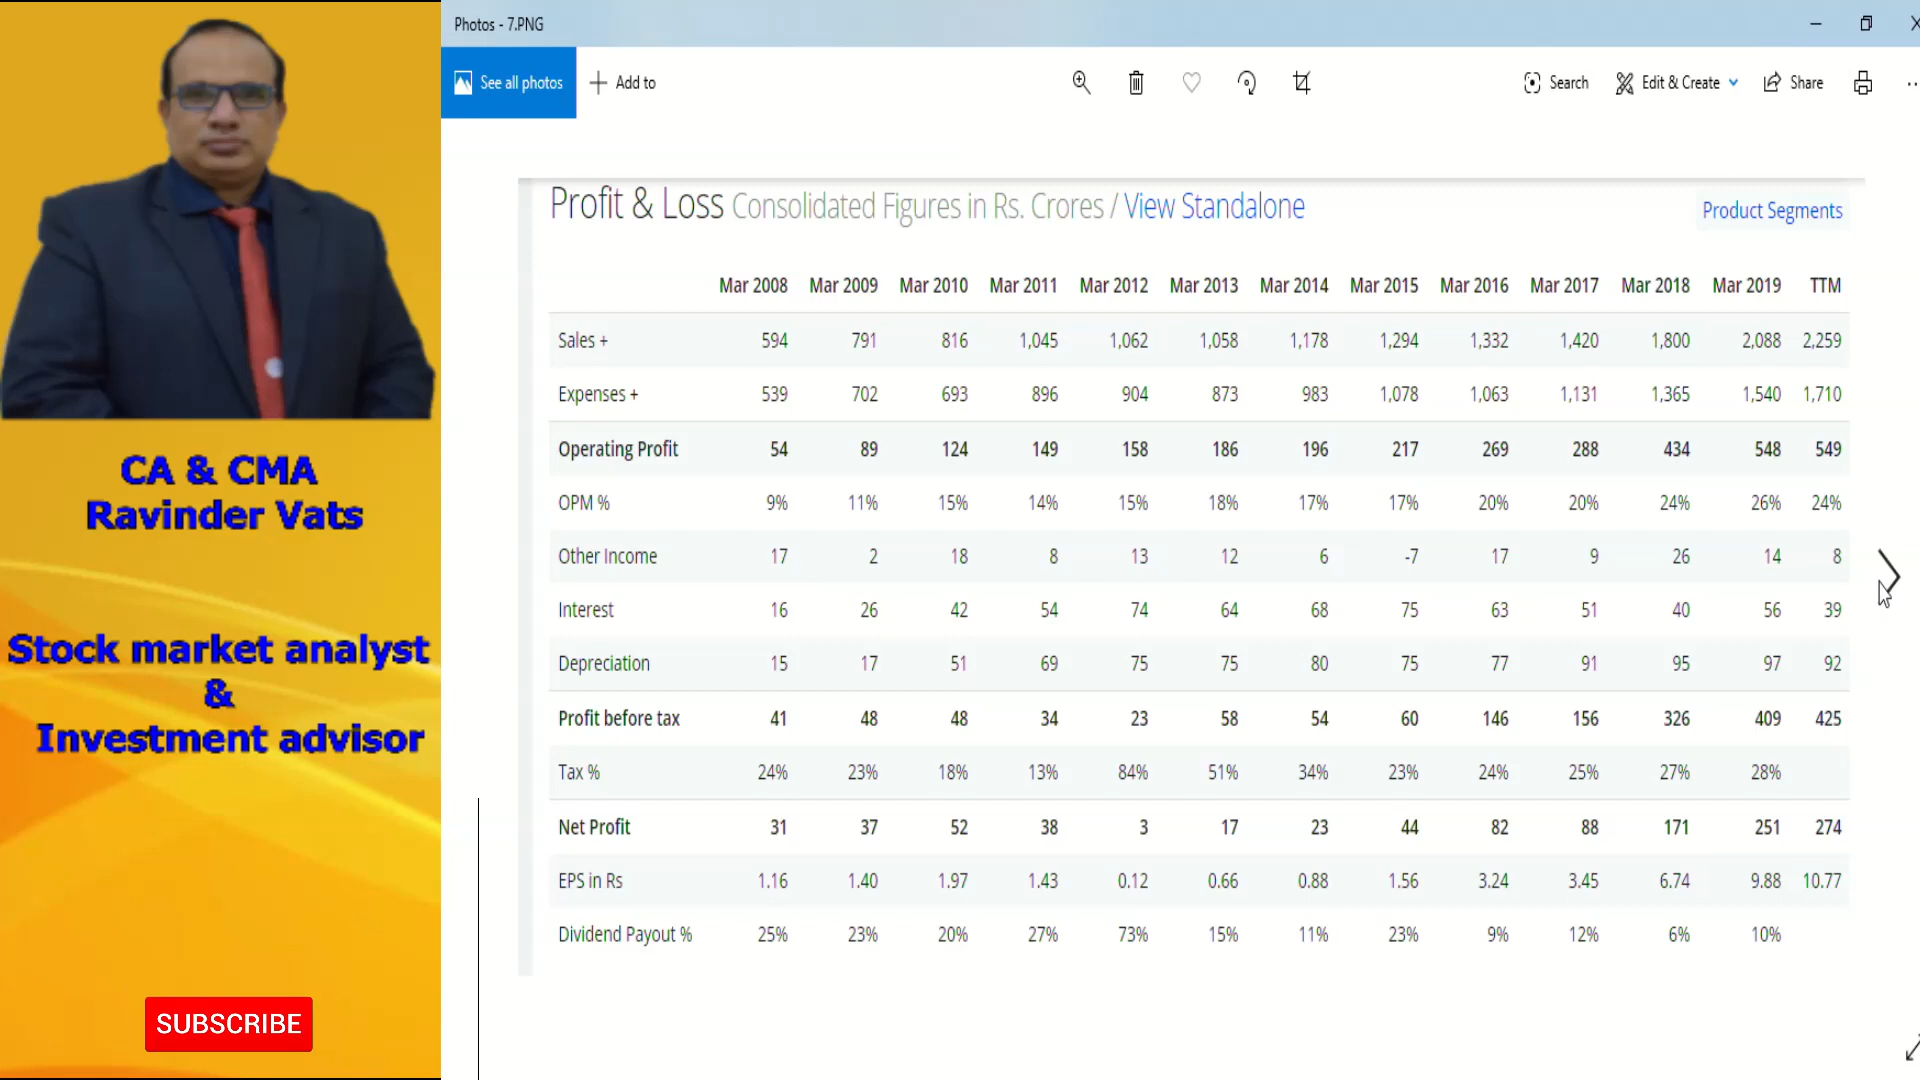 CA & CMA
Ravinder Vats
Stock market analyst
&
Investment advisor
SUBSCRIBE
Photos - 7.PNG
See all photos
Add to
Search
Edit & Create
Share
Profit & Loss Consolidated Figures in Rs. Crores / View Standalone
Product Segments
Mar 2008 Mar 2009 Mar 2010 Mar 2011 Mar 2012 Mar 2013 Mar 2014 Mar 2015 Mar 2016 Mar 2017 Mar 2018 Mar 2019 TTM
Sales + 594 791 816 1,045 1,062 1,058 1,178 1,294 1,332 1,420 1,800 2,088 2,259
Expenses + 539 702 693 896 904 873 983 1,078 1,063 1,131 1,365 1,540 1,710
Operating Profit 54 89 124 149 158 186 196 217 269 288 434 548 549
OPM % 9% 11% 15% 14% 15% 18% 17% 17% 20% 20% 24% 26% 24%
Other Income 17 2 18 8 13 12 6 -7 17 9 26 14 8
Interest 16 26 42 54 74 64 68 75 63 51 40 56 39
Depreciation 15 17 51 69 75 75 80 75 77 91 95 97 92
Profit before tax 41 48 48 34 23 58 54 60 146 156 326 409 425
Tax % 24% 23% 18% 13% 84% 51% 34% 23% 24% 25% 27% 28%
Net Profit 31 37 52 38 3 17 23 44 82 88 171 251 274
EPS in Rs 1.16 1.40 1.97 1.43 0.12 0.66 0.88 1.56 3.24 3.45 6.74 9.88 10.77
Dividend Payout % 25% 23% 20% 27% 73% 15% 11% 23% 9% 12% 6% 10%